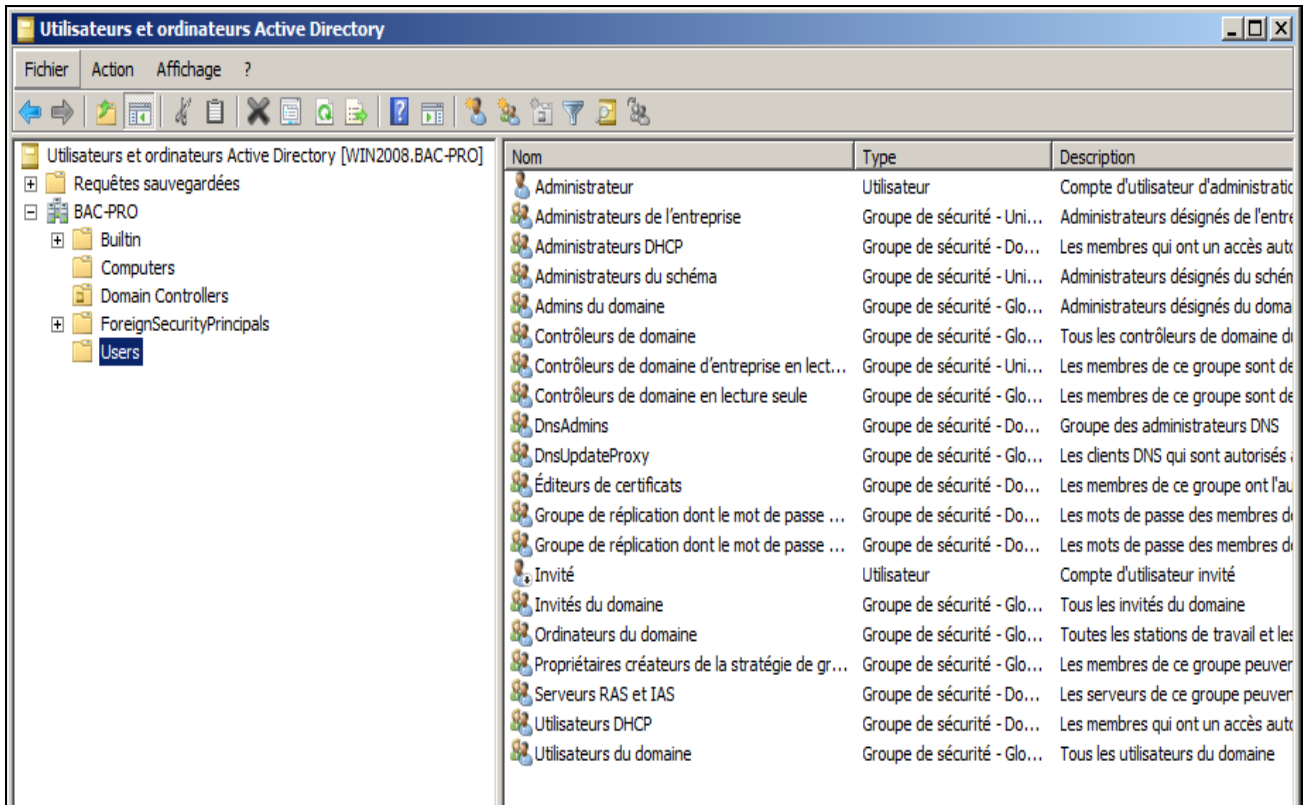 Utilisateurs et ordinateurs Active Directory
Fichier Action Affichage ?
Utilisateurs et ordinateurs Active Directory [WIN2008.BAC-PRO]
Requêtes sauvegardées
BAC-PRO
Builtin
Computers
Domain Controllers
ForeignSecurityPrincipals
Users
Nom Type Description
Administrateur Utilisateur Compte d'utilisateur d'administratic
Administrateurs de l'entreprise Groupe de sécurité - Uni... Administrateurs désignés de l'entre
Administrateurs DHCP Groupe de sécurité - Do... Les membres qui ont un accès auto
Administrateurs du schéma Groupe de sécurité - Uni... Administrateurs désignés du schém
Admins du domaine Groupe de sécurité - Glo... Administrateurs désignés du doma
Contrôleurs de domaine Groupe de sécurité - Glo... Tous les contrôleurs de domaine d
Contrôleurs de domaine d'entreprise en lect... Groupe de sécurité - Uni... Les membres de ce groupe sont de
Contrôleurs de domaine en lecture seule Groupe de sécurité - Glo... Les membres de ce groupe sont de
DnsAdmins Groupe de sécurité - Do... Groupe des administrateurs DNS
DnsUpdateProxy Groupe de sécurité - Glo... Les clients DNS qui sont autorisés
Éditeurs de certificats Groupe de sécurité - Do... Les membres de ce groupe ont l'au
Groupe de réplication dont le mot de passe ... Groupe de sécurité - Do... Les mots de passe des membres d
Groupe de réplication dont le mot de passe ... Groupe de sécurité - Do... Les mots de passe des membres d
Invité Utilisateur Compte d'utilisateur invité
Invités du domaine Groupe de sécurité - Glo... Tous les invités du domaine
Ordinateurs du domaine Groupe de sécurité - Glo... Toutes les stations de travail et les
Propriétaires créateurs de la stratégie de gr... Groupe de sécurité - Glo... Les membres de ce groupe peuver
Serveurs RAS et IAS Groupe de sécurité - Do... Les serveurs de ce groupe peuver
Utilisateurs DHCP Groupe de sécurité - Do... Les membres qui ont un accès auto
Utilisateurs du domaine Groupe de sécurité - Glo... Tous les utilisateurs du domaine